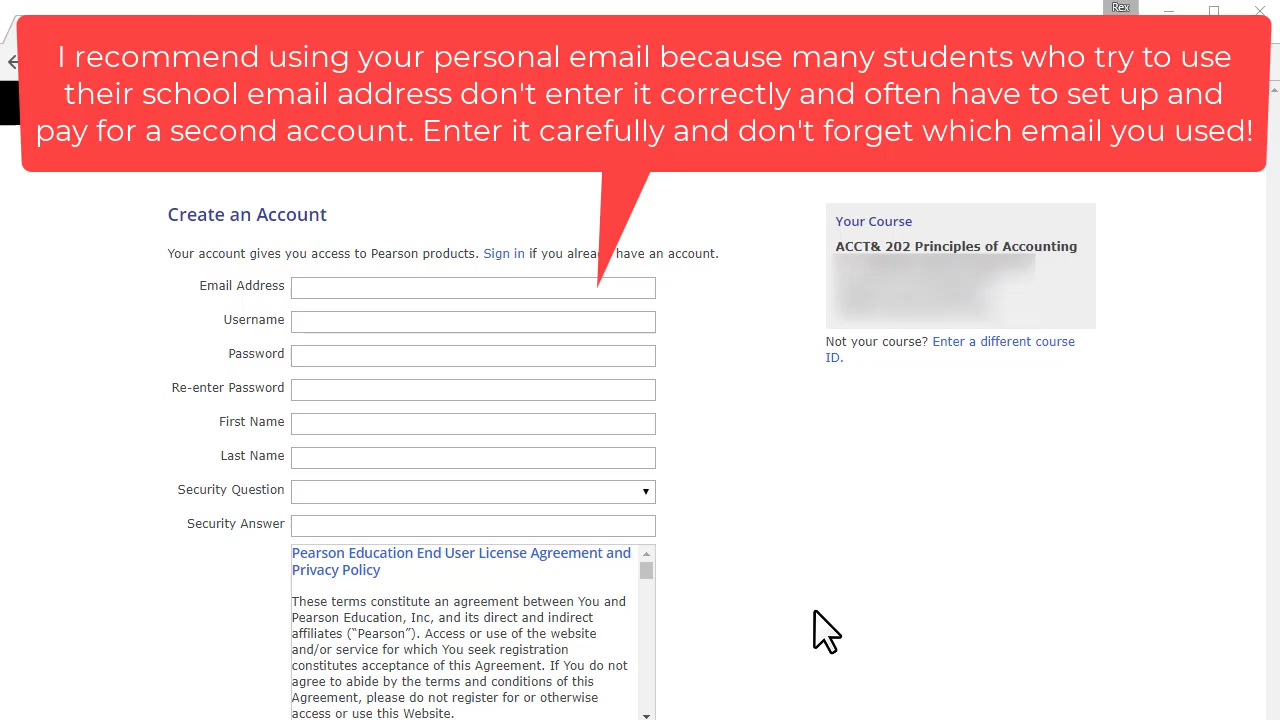 Rex
I recommend using your personal email because many students who try to use
their school email address don't enter it correctly and often have to set up and
pay for a second account. Enter it carefully and don't forget which email you used!
Create an Account
Your account gives you access to Pearson products. Sign in if you alrea have an account.
Email Address
Username
Password
Re-enter Password
First Name
Last Name
Security Question
Security Answer
Pearson Education End User License Agreement and
Privacy Policy
These terms constitute an agreement between You and
Pearson Education, Inc, and its direct and indirect
affiliates (“Pearson”). Access or use of the website
and/or service for which You seek registration
constitutes acceptance of this Agreement. If You do not
agree to abide by the terms and conditions of this
Agreement, please do not register for or otherwise
access or use this Website.
Your Course
ACCT& 202 Principles of Accounting
Not your course? Enter a different course
ID.